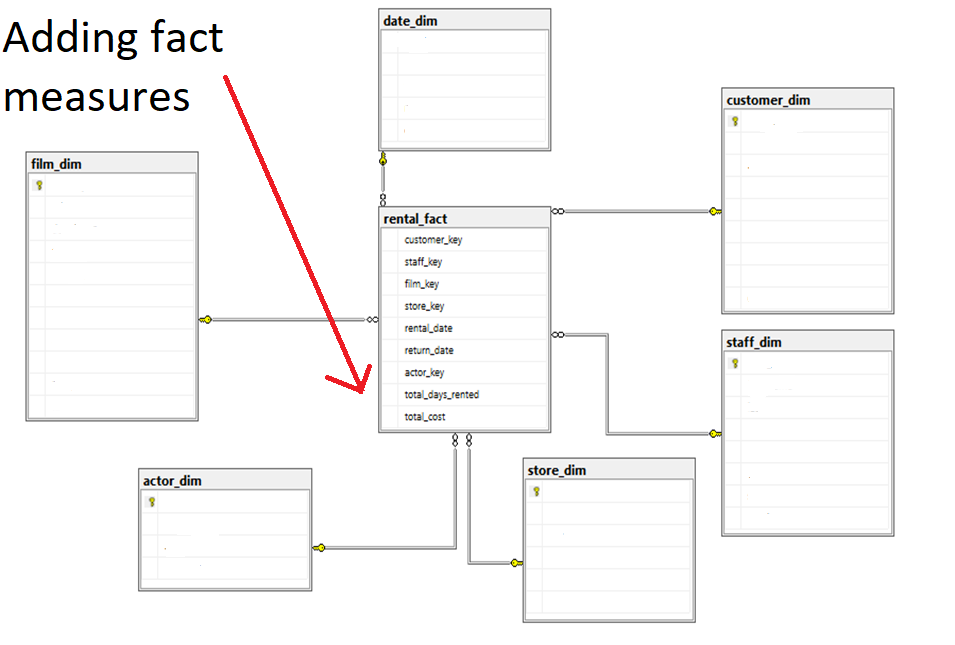 Adding fact
measures
date_dim
customer_dim
film_dim
rental_fact
customer_key
staff_key
film_key
store_key
rental_date
return_date
actor_key
total_days_rented
total_cost
staff_dim
actor_dim
store_dim